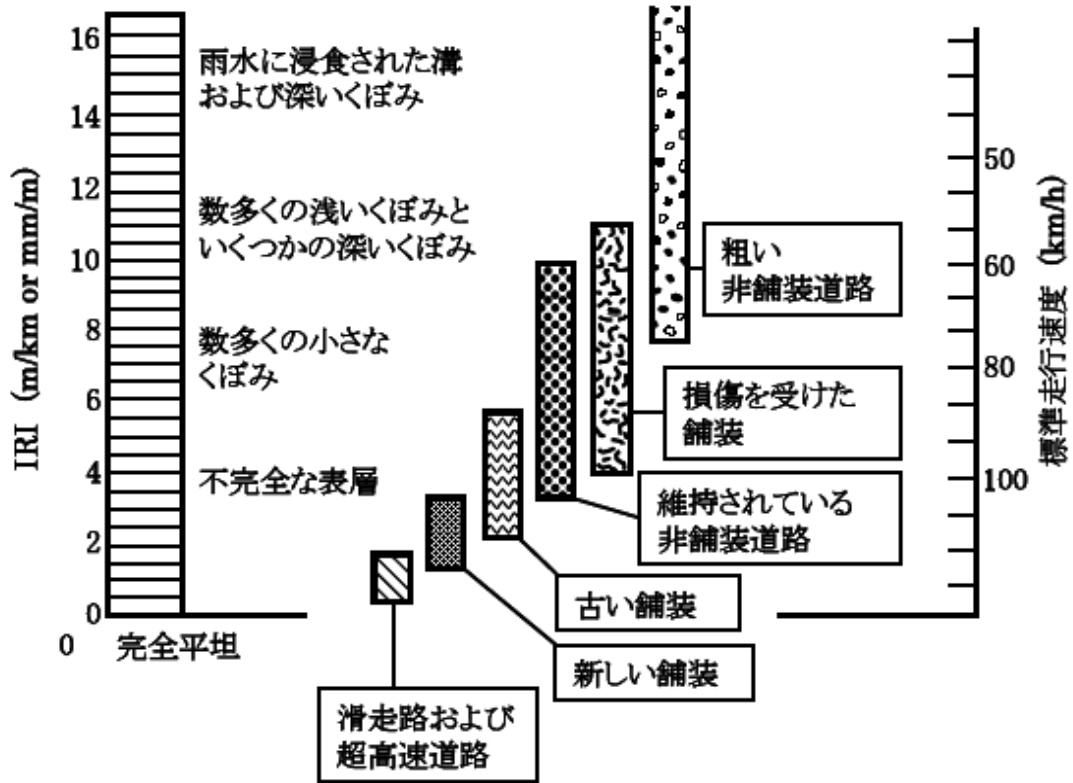 IRI (m/km or mm/m)
16
14
12
10
8
6
4
2
0
0 完全平坦
雨水に浸食された溝
および深いくぼみ
数多くの浅いくぼみと
いくつかの深いくぼみ
数多くの小さな
くぼみ
不完全な表層
滑走路および
超高速道路
新しい舗装
古い舗装
維持されている
非舗装道路
損傷を受けた
舗装
粗い
非舗装道路
50
60
80
100
標準走行速度 (km/h)